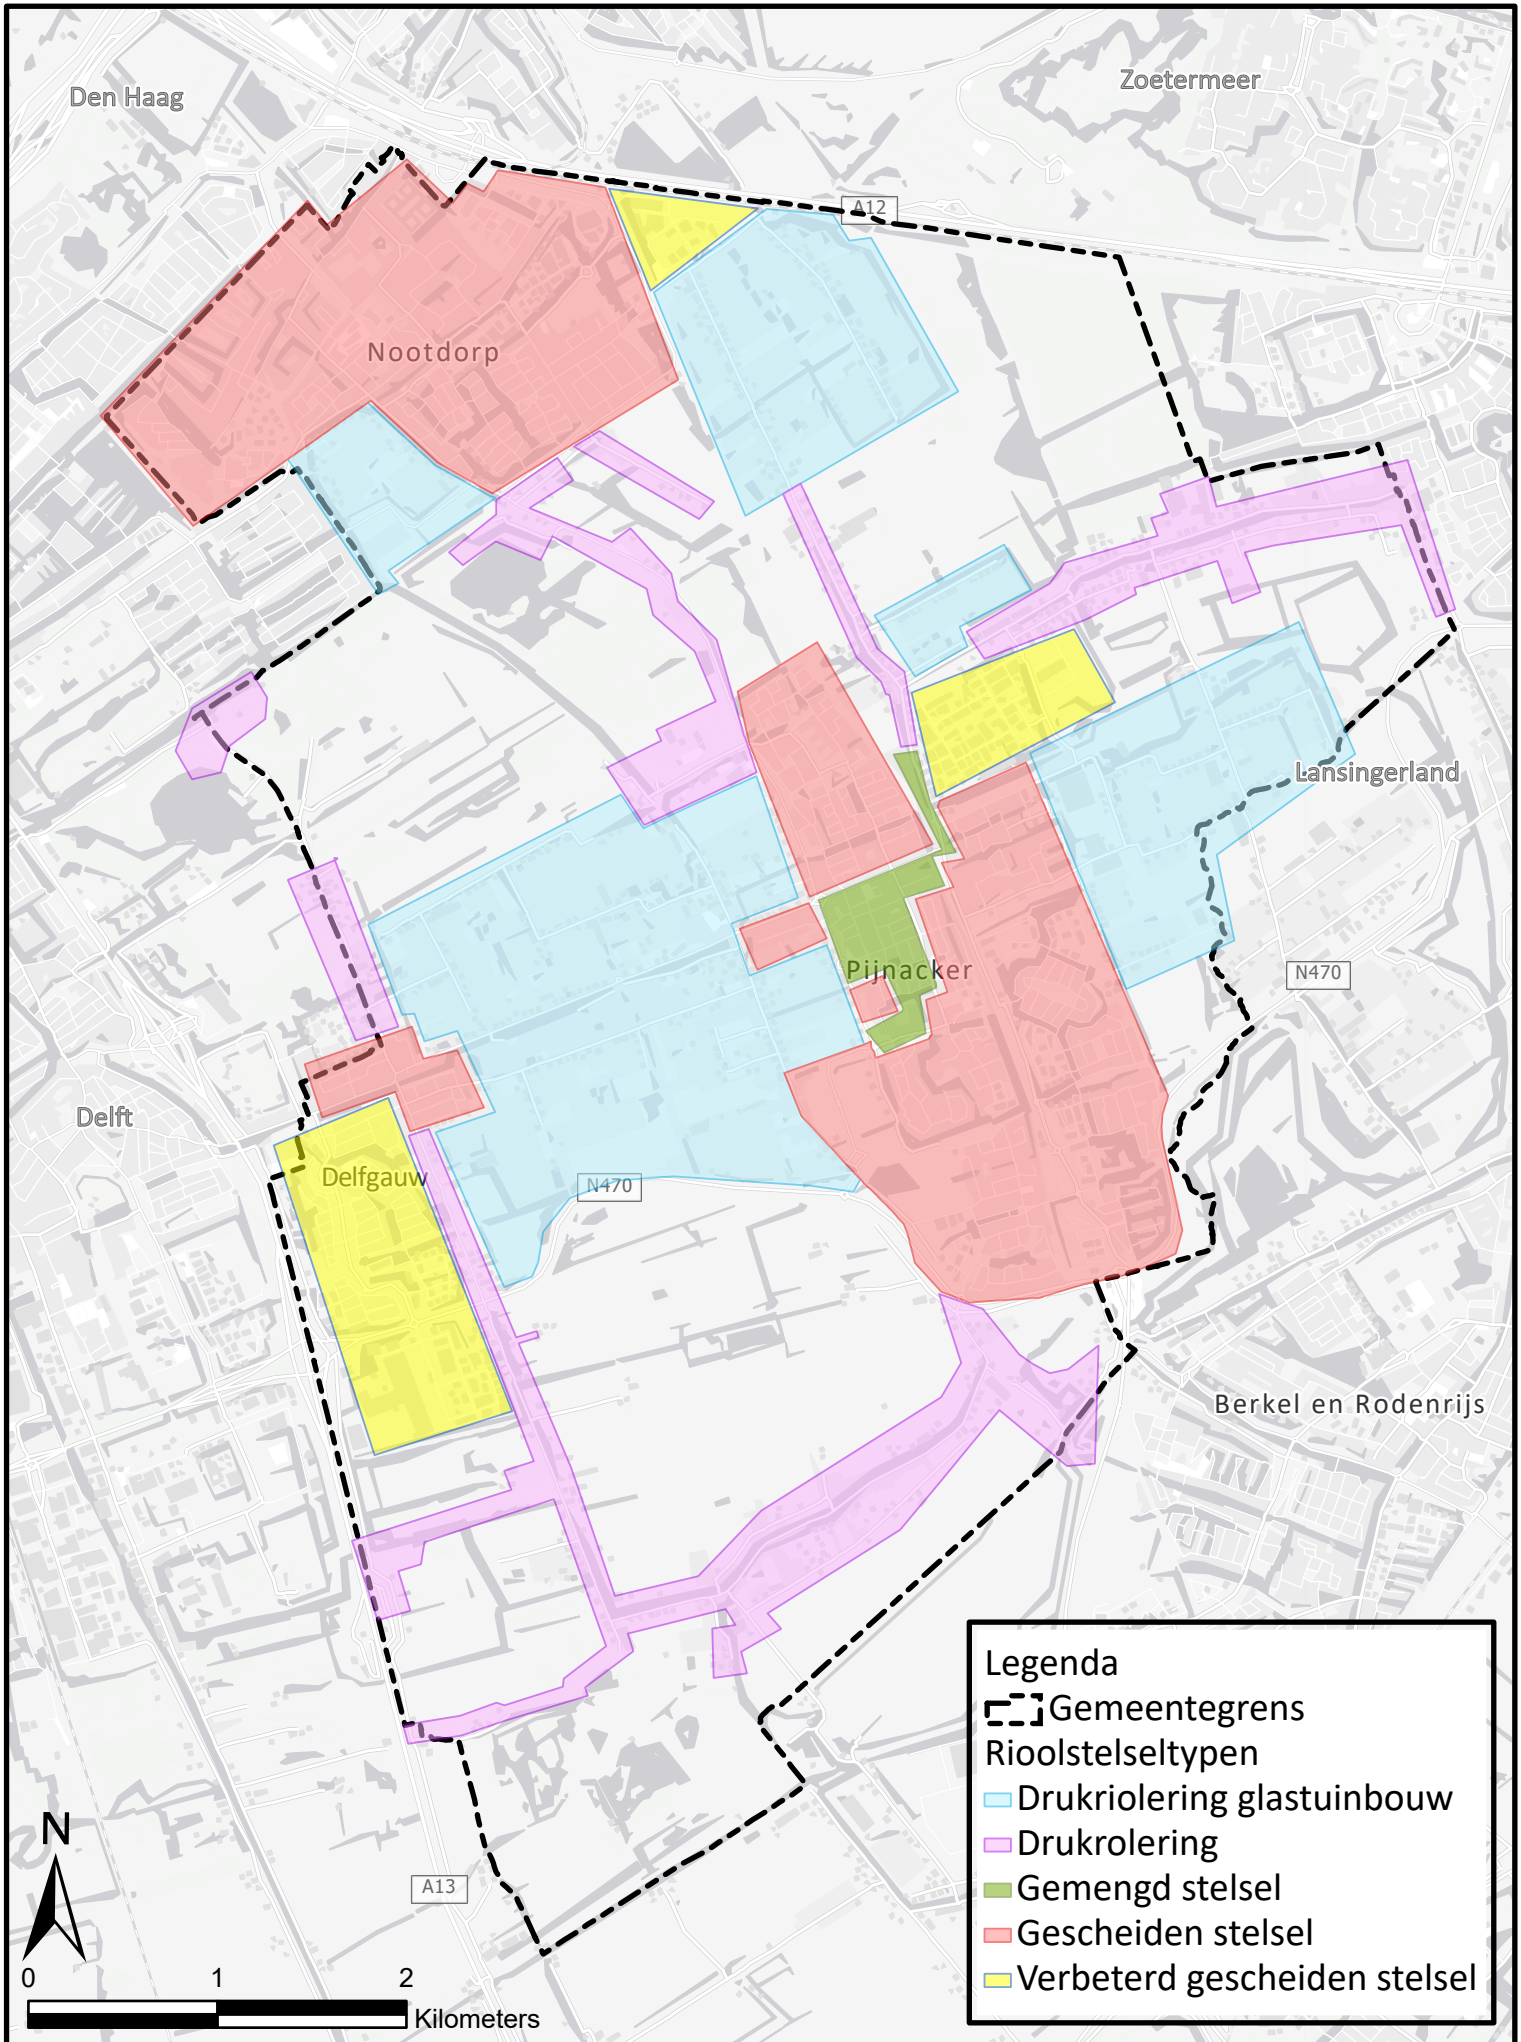 Den Haag
Zoetermeer
A12
Nootdorp
Lansingerland
Pijnacker
N470
Delft
Delfgauw
N470
Berkel en Rodenrijs
A13
Legenda
Gemeentegrens
Rioolstelseltypen
Drukriolering glastuinbouw
Drukrolering
Gemengd stelsel
Gescheiden stelsel
Verbeterd gescheiden stelsel
N
0 1 2
Kilometers